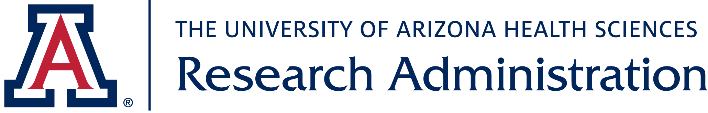 A®
THE UNIVERSITY OF ARIZONA HEALTH SCIENCES
Research Administration